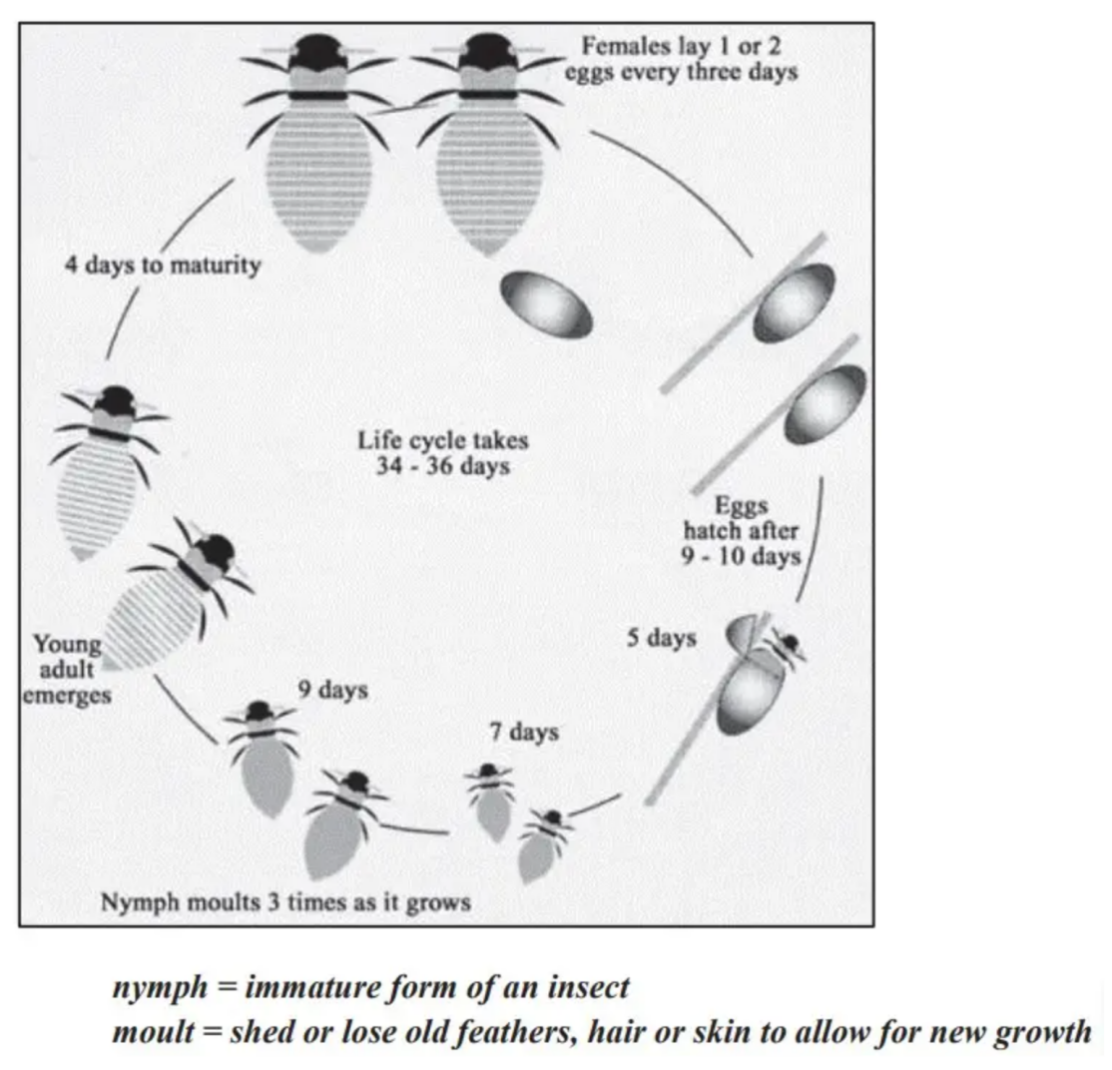 Females lay 1 or 2
eggs every three days
4 days to maturity
Life cycle takes
34 - 36 days
Eggs
hatch after
9 - 10 days
5 days
Young
adult
emerges
9 days
7 days
Nymph moults 3 times as it grows
nymph = immature form of an insect
moult = shed or lose old feathers, hair or skin to allow for new growth